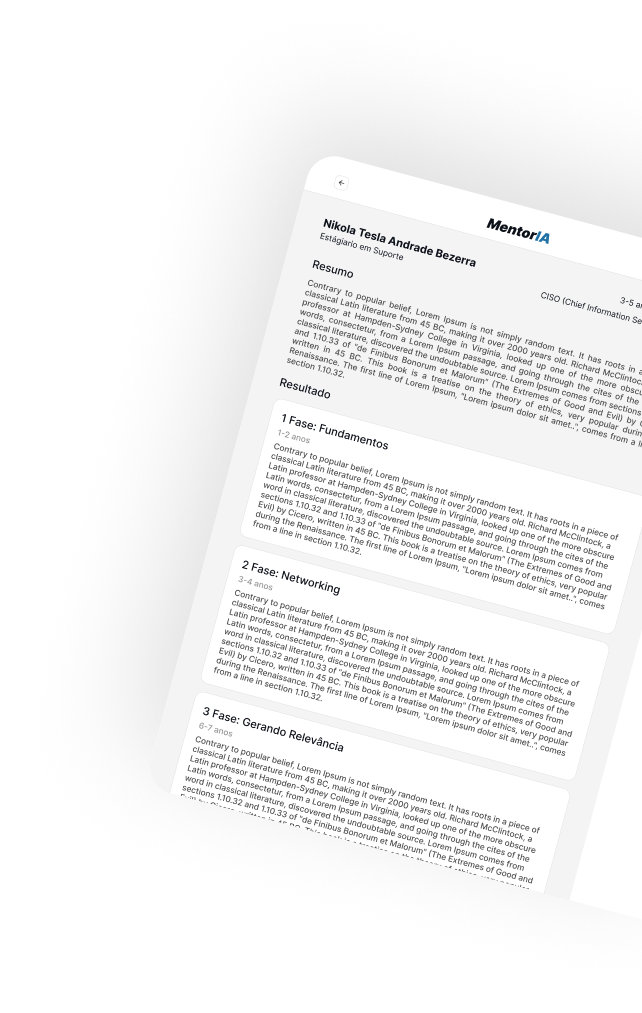 MentorIA
Nikola Tesla Andrade Bezerra
Estágiario em Suporte
3-5
CISO (Chief Information
Resumo
Contrary to popular belief, Lorem Ipsum is not simply random text. It has roots in a
classical Latin literature from 45 BC, making it over 2000 years old. Richard McClintock,
professor at Hampden-Sydney College in Virginia, looked up one of the more
words, consectetur, from a Lorem Ipsum passage, and going through the cites of the
classical literature, discovered the undoubtable source. Lorem Ipsum comes from sections
and 1.10.33 of "de Finibus Bonorum et Malorum" (The Extremes of Good and Evil) by
written in 45 BC. This book is a treatise on the theory of ethics, very popular
Renaissance. The first line of Lorem Ipsum, "Lorem ipsum dolor sit amet..", comes from a
section 1.10.32.
Resultado
1 Fase: Fundamentos
1-2 anos
Contrary to popular belief, Lorem Ipsum is not simply random text. It has roots in a piece of
classical Latin literature from 45 BC, making it over 2000 years old. Richard McClintock, a
Latin professor at Hampden-Sydney College in Virginia, looked up one of the more obscure
Latin words, consectetur, from a Lorem Ipsum passage, and going through the cites of the
word in classical literature, discovered the undoubtable source. Lorem Ipsum comes from
sections 1.10.32 and 1.10.33 of "de Finibus Bonorum et Malorum" (The Extremes of Good and
Evil) by Cicero, written in 45 BC. This book is a treatise on the theory of ethics, very popular
during the Renaissance. The first line of Lorem Ipsum, "Lorem ipsum dolor sit amet..", comes
from a line in section 1.10.32.
2 Fase: Networking
3-4 anos
Contrary to popular belief, Lorem Ipsum is not simply random text. It has roots in a piece of
classical Latin literature from 45 BC, making it over 2000 years old. Richard McClintock, a
Latin professor at Hampden-Sydney College in Virginia, looked up one of the more obscure
Latin words, consectetur, from a Lorem Ipsum passage, and going through the cites of the
word in classical literature, discovered the undoubtable source. Lorem Ipsum comes from
sections 1.10.32 and 1.10.33 of "de Finibus Bonorum et Malorum" (The Extremes of Good and
Evil) by Cicero, written in 45 BC. This book is a treatise on the theory of ethics, very popular
during the Renaissance. The first line of Lorem Ipsum, "Lorem ipsum dolor sit amet..", comes
from a line in section 1.10.32.
3 Fase: Gerando Relevância
6-7 anos
Contrary to popular belief, Lorem Ipsum is not simply random text. It has roots in a piece of
classical Latin literature from 45 BC, making it over 2000 years old. Richard McClintock, a
Latin professor at Hampden-Sydney College in Virginia, looked up one of the more obscure
Latin words, consectetur, from a Lorem Ipsum passage, and going through the cites of the
word in classical literature, discovered the undoubtable source. Lorem Ipsum comes from
sections 1.10.32 and 1.10.33 of "de Finibus Bonorum et Malorum" (The Extremes of Good and